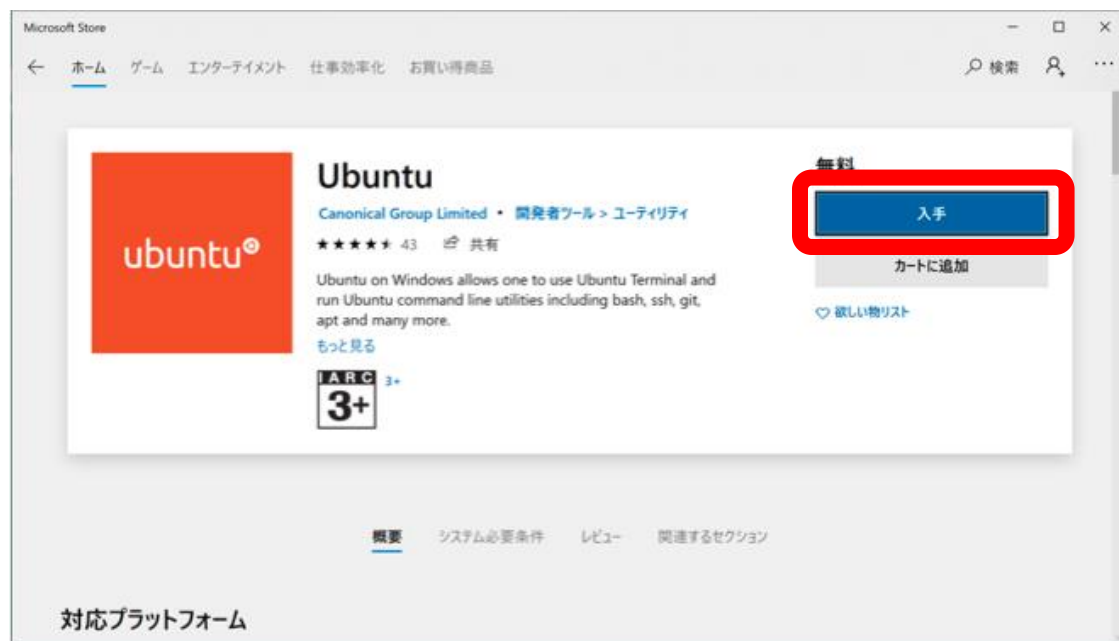 Microsoft Store
ホーム ゲーム エンターテイメント 仕事効率化 お買い得商品 検索
ubuntu
Ubuntu
Canonical Group Limited • 開発者ツール > ユーティリティ
43 共有
Ubuntu on Windows allows one to use Ubuntu Terminal and
run Ubuntu command line utilities including bash, ssh, git,
apt and many more.
もっと見る
IARC
3+
3+
無料
入手
カートに追加
欲しい物リスト
概要 システム必要条件 レビュー 関連するセクション
対応プラットフォーム